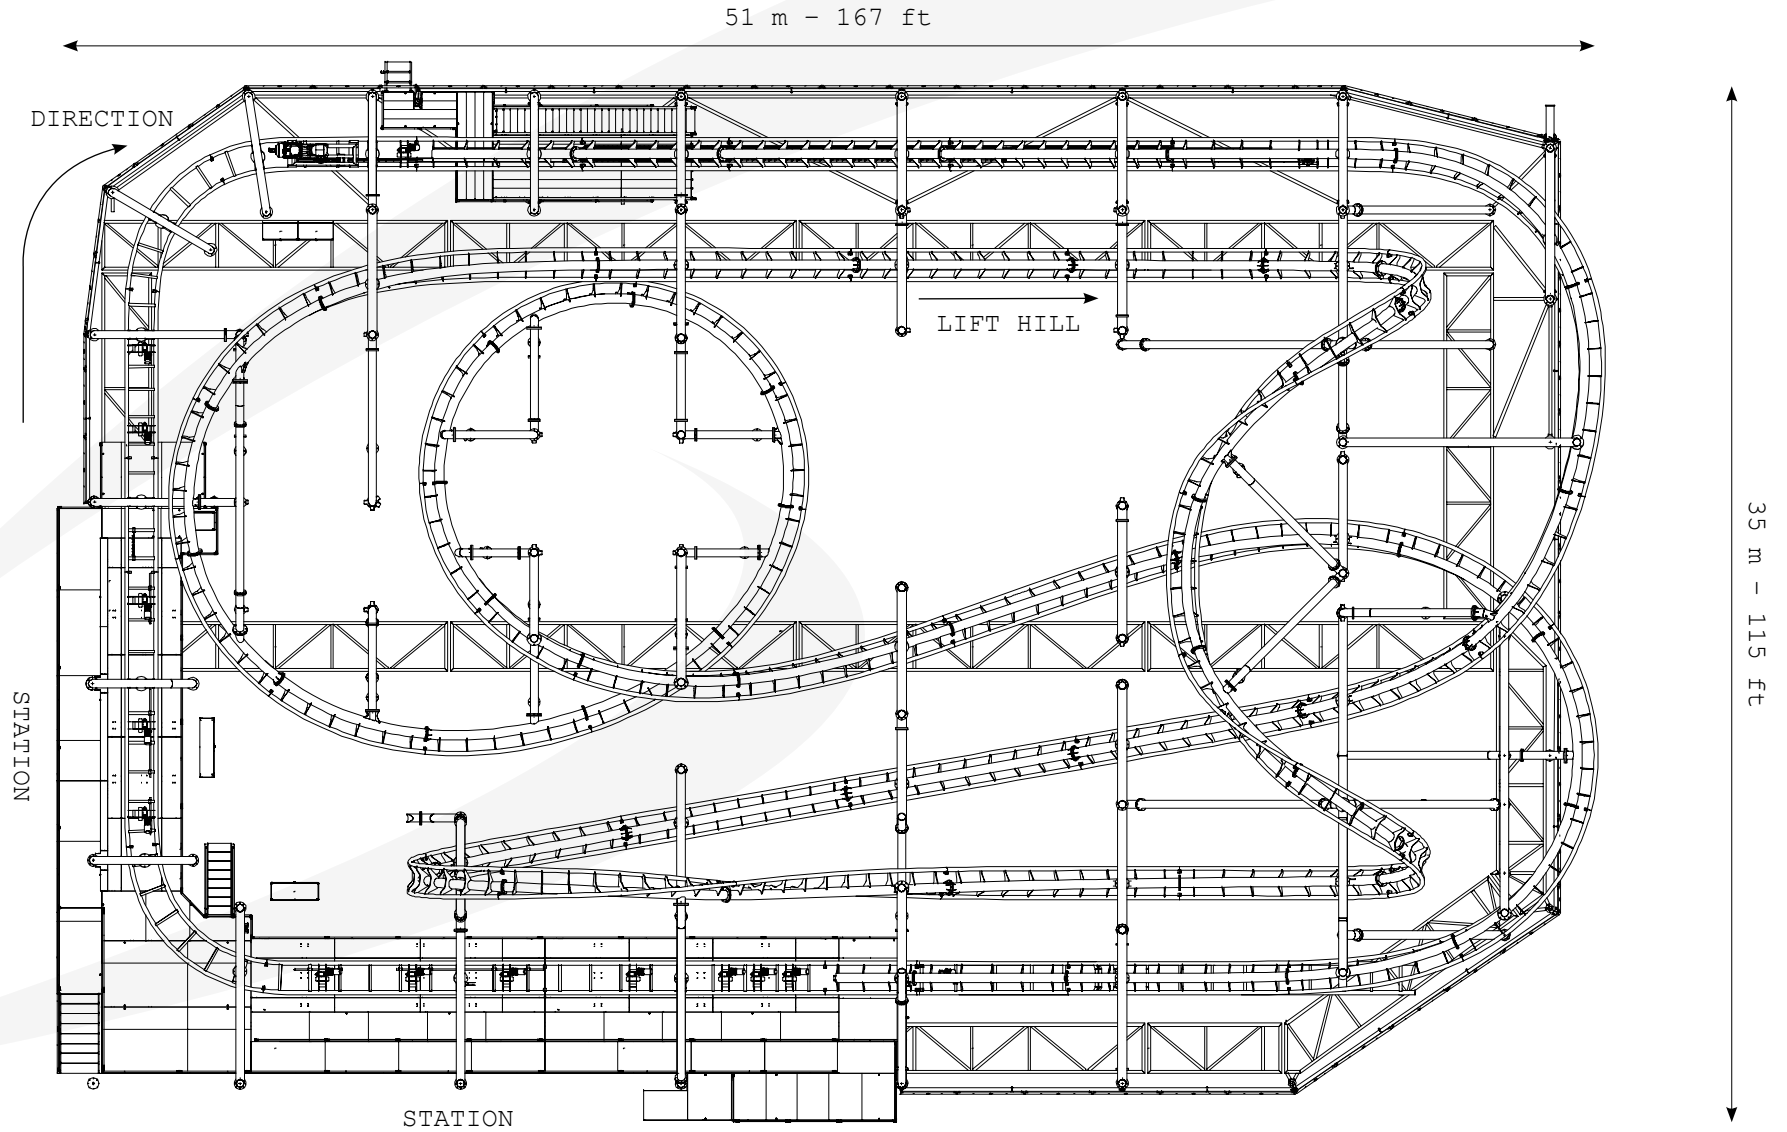 51 m – 167 ft
DIRECTION
LIFT HILL
35 m – 115 ft
STATION
STATION